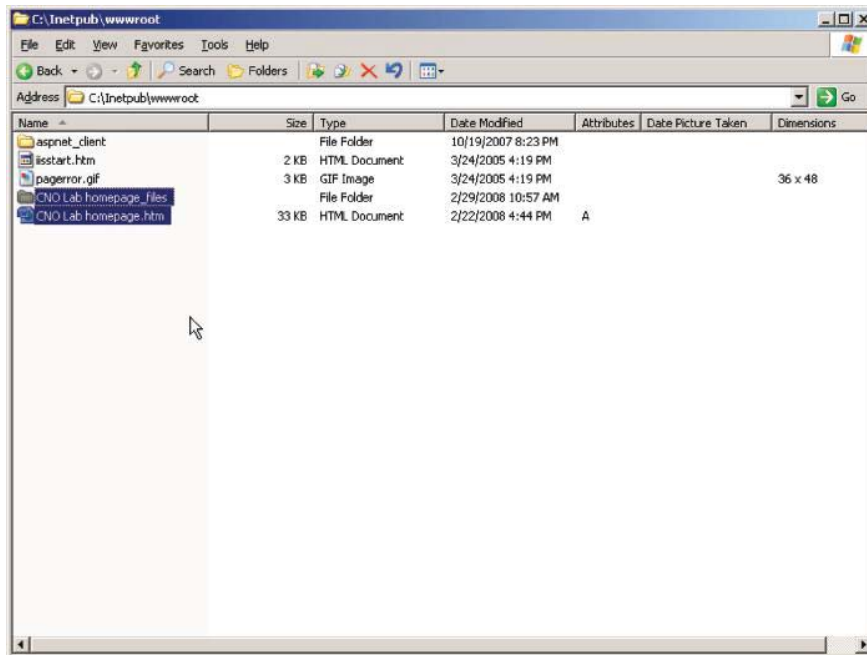 C:\Inetpub\wwwroot
File Edit View Favorites Tools Help
Back Search Folders
Address C:\Inetpub\wwwroot Go
Name Size Type Date Modified Attributes Date Picture Taken Dimensions
aspnet_client File Folder 10/19/2007 8:23 PM
iisstart.htm 2 KB HTML Document 3/24/2005 4:19 PM
pagerror.gif 3 KB GIF Image 3/24/2005 4:19 PM 36 x 48
CNO Lab homepage_files File Folder 2/29/2008 10:57 AM
CNO Lab homepage.htm 33 KB HTML Document 2/22/2008 4:44 PM A